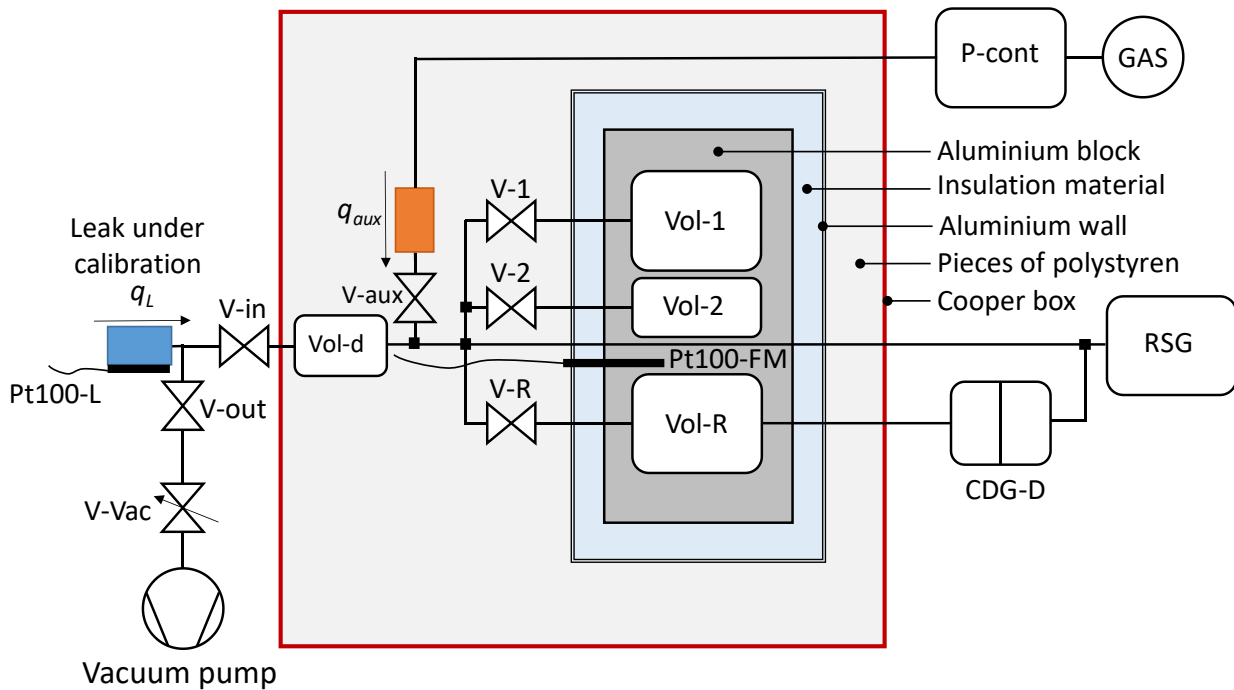 P-cont
GAS
Aluminium block
Insulation material
Aluminium wall
Pieces of polystyren
Cooper box
V-1
Vol-1
q_aux
Leak under
calibration
q_L
V-in
V-aux
V-2
Vol-2
Vol-d
Pt100-FM
RSG
Pt100-L
V-out
V-R
Vol-R
CDG-D
V-Vac
Vacuum pump